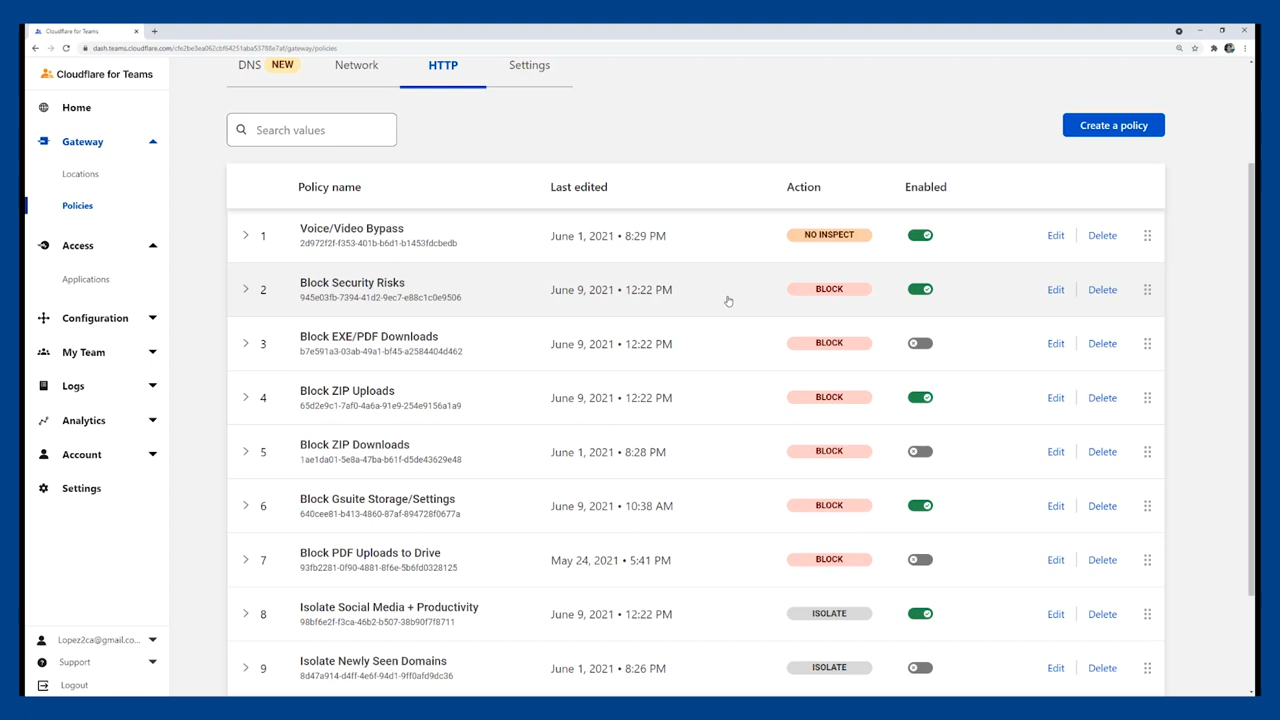 Cloudflare for Teams
dash.teams.cloudflare.com/cfe2be3ea062cbf64251aba53788e7af/gateway/policies
Cloudflare for Teams
Home
Gateway
Locations
Policies
Access
Applications
Configuration
My Team
Logs
Analytics
Account
Settings
Lopez2ca@gmail.co...
Support
Logout
DNS NEW Network HTTP Settings
Search values
Create a policy
Policy name Last edited Action Enabled
1 Voice/Video Bypass June 1, 2021 • 8:29 PM NO INSPECT Edit Delete
2d972f2f-f353-401b-b6d1-b1453fdcbedb
2 Block Security Risks June 9, 2021 • 12:22 PM BLOCK Edit Delete
945e03fb-7394-41d2-9ec7-e88c1c0e9506
3 Block EXE/PDF Downloads June 9, 2021 • 12:22 PM BLOCK Edit Delete
b7e591a3-03ab-49a1-bf45-a2584404d462
4 Block ZIP Uploads June 9, 2021 • 12:22 PM BLOCK Edit Delete
65d2e9c1-7af0-4a6a-91e9-254e9156a1a9
5 Block ZIP Downloads June 1, 2021 • 8:28 PM BLOCK Edit Delete
1ae1da01-5e8a-47ba-b61f-d5de43629e48
6 Block Gsuite Storage/Settings June 9, 2021 • 10:38 AM BLOCK Edit Delete
640cee81-b413-4860-87af-894728f0677a
7 Block PDF Uploads to Drive May 24, 2021 • 5:41 PM BLOCK Edit Delete
93fb2281-0f90-4881-8f6e-5b6fd0328125
8 Isolate Social Media + Productivity June 9, 2021 • 12:22 PM ISOLATE Edit Delete
98bf6e2f-f3ca-46b2-b507-38b90f7f8711
9 Isolate Newly Seen Domains June 1, 2021 • 8:26 PM ISOLATE Edit Delete
8d47a914-d4ff-4e6f-94d1-9ff0afd9dc36